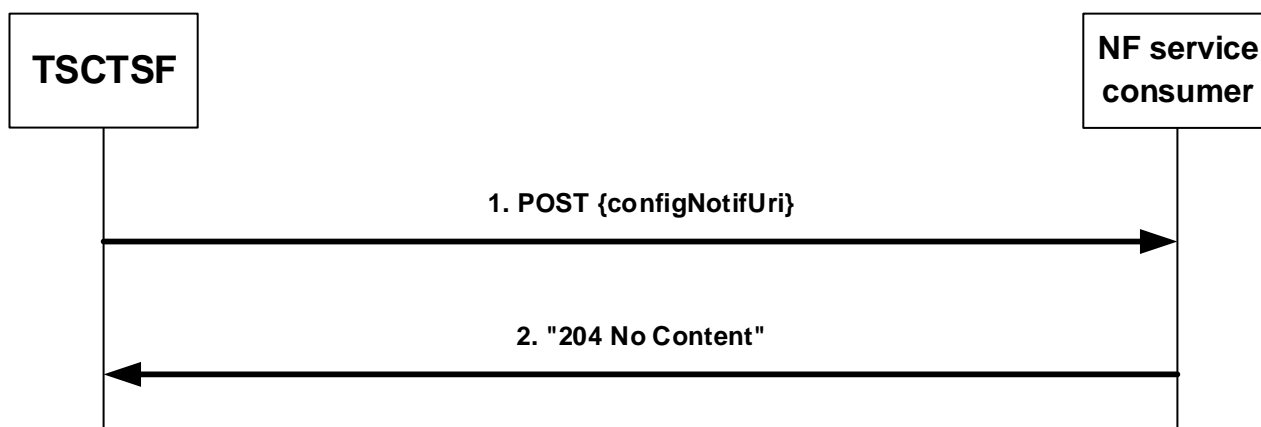 TSCTSF
NF service
consumer
1. POST {configNotifUri}
2. "204 No Content"